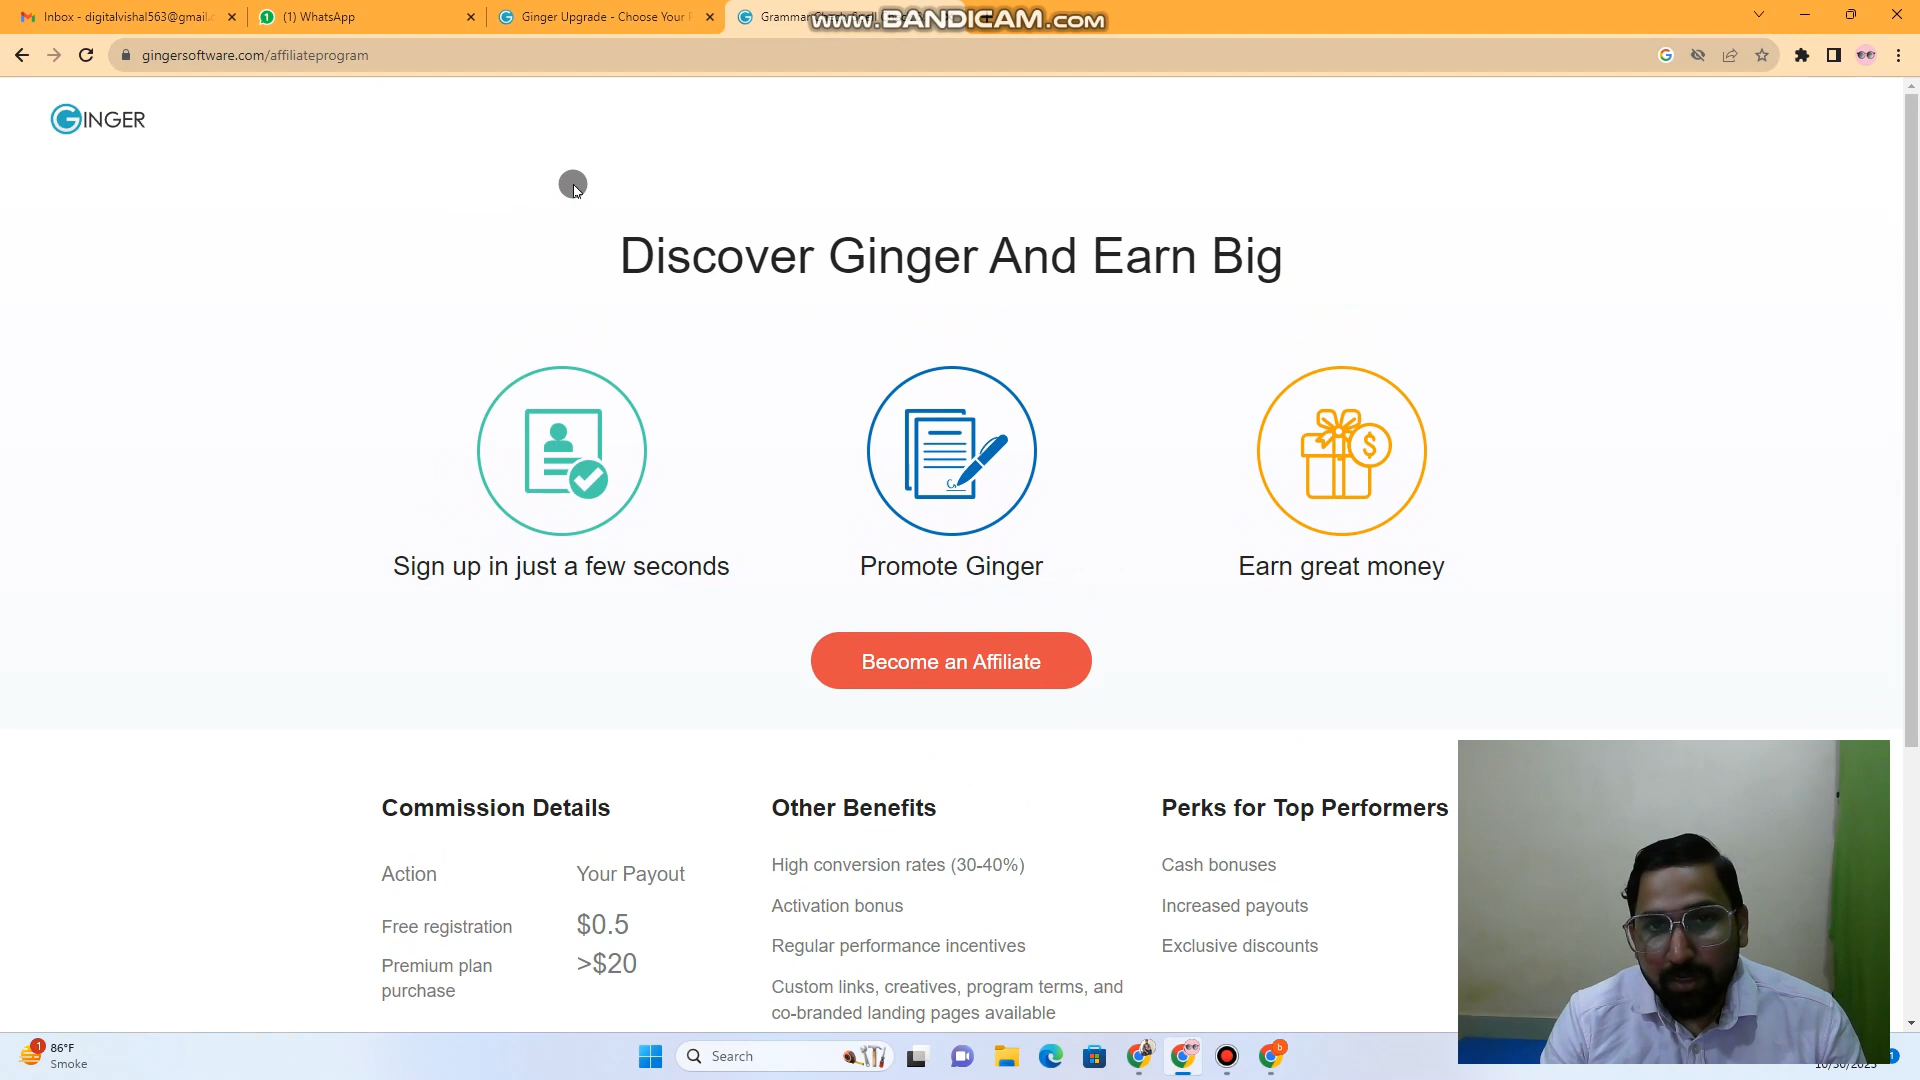 Inbox - digitalvishal563@gmail.c
(1) WhatsApp
Ginger Upgrade - Choose Your P
www.BANDICAM.com
gingersoftware.com/affiliateprogram
GINGER
Discover Ginger And Earn Big
Sign up in just a few seconds
Promote Ginger
Earn great money
Become an Affiliate
Commission Details
Action
Your Payout
Free registration
$0.5
Premium plan
purchase
>$20
Other Benefits
High conversion rates (30-40%)
Activation bonus
Regular performance incentives
Custom links, creatives, program terms, and
co-branded landing pages available
Perks for Top Performers
Cash bonuses
Increased payouts
Exclusive discounts
1
86°F
Smoke
Search
b